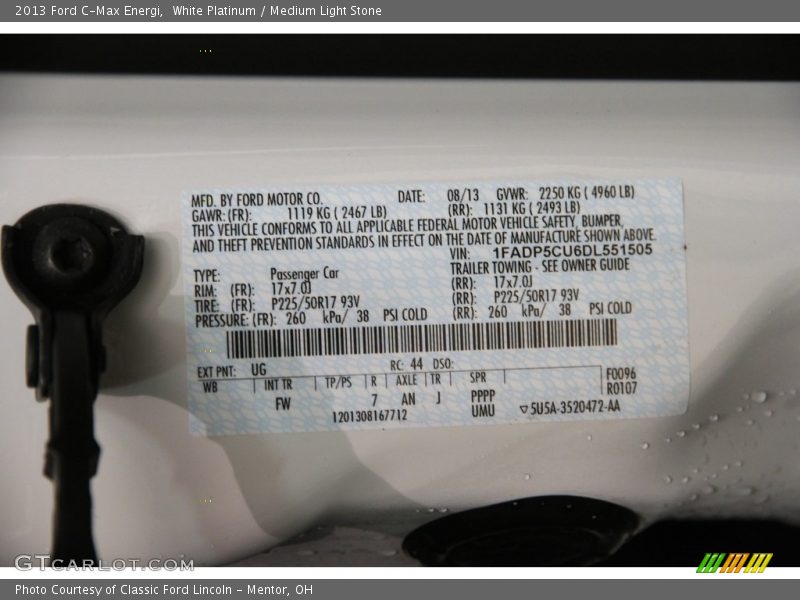 2013 Ford C-Max Energi,  White Platinum / Medium Light Stone
MFD. BY FORD MOTOR CO. DATE: 08/13 GVWR: 2250 KG ( 4960 LB)
GAWR: (FR): 1119 KG ( 2467 LB) (RR): 1131 KG ( 2493 LB)
THIS VEHICLE CONFORMS TO ALL APPLICABLE FEDERAL MOTOR VEHICLE SAFETY, BUMPER,
AND THEFT PREVENTION STANDARDS IN EFFECT ON THE DATE OF MANUFACTURE SHOWN ABOVE.
VIN: 1FADP5CU6DL551505
TYPE: Passenger Car TRAILER TOWING - SEE OWNER GUIDE
RIM: (FR): 17x7.0J (RR): 17x7.0J
TIRE: (FR): P225/50R17 93V (RR): P225/50R17 93V
PRESSURE: (FR): 260 kPa/ 38 PSI COLD (RR): 260 kPa/ 38 PSI COLD
EXT PNT: UG RC: 44 DSO:
WB INT TR TP/PS R AXLE TR SPR F0096
FW 7 AN J PPPP R0107
1201308167712 UMU 5U5A-3520472-AA
GTCARLOT.COM
Photo Courtesy of Classic Ford Lincoln - Mentor, OH